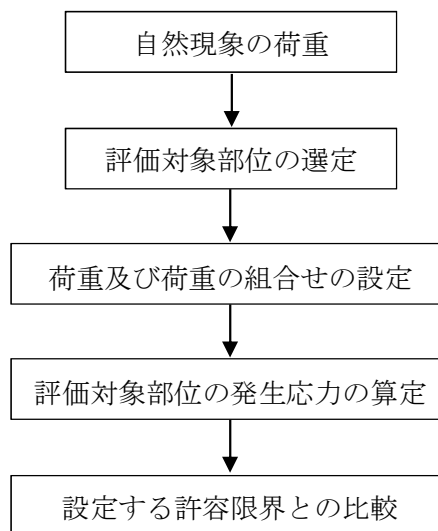 自然現象の荷重
評価対象部位の選定
荷重及び荷重の組合せの設定
評価対象部位の発生応力の算定
設定する許容限界との比較